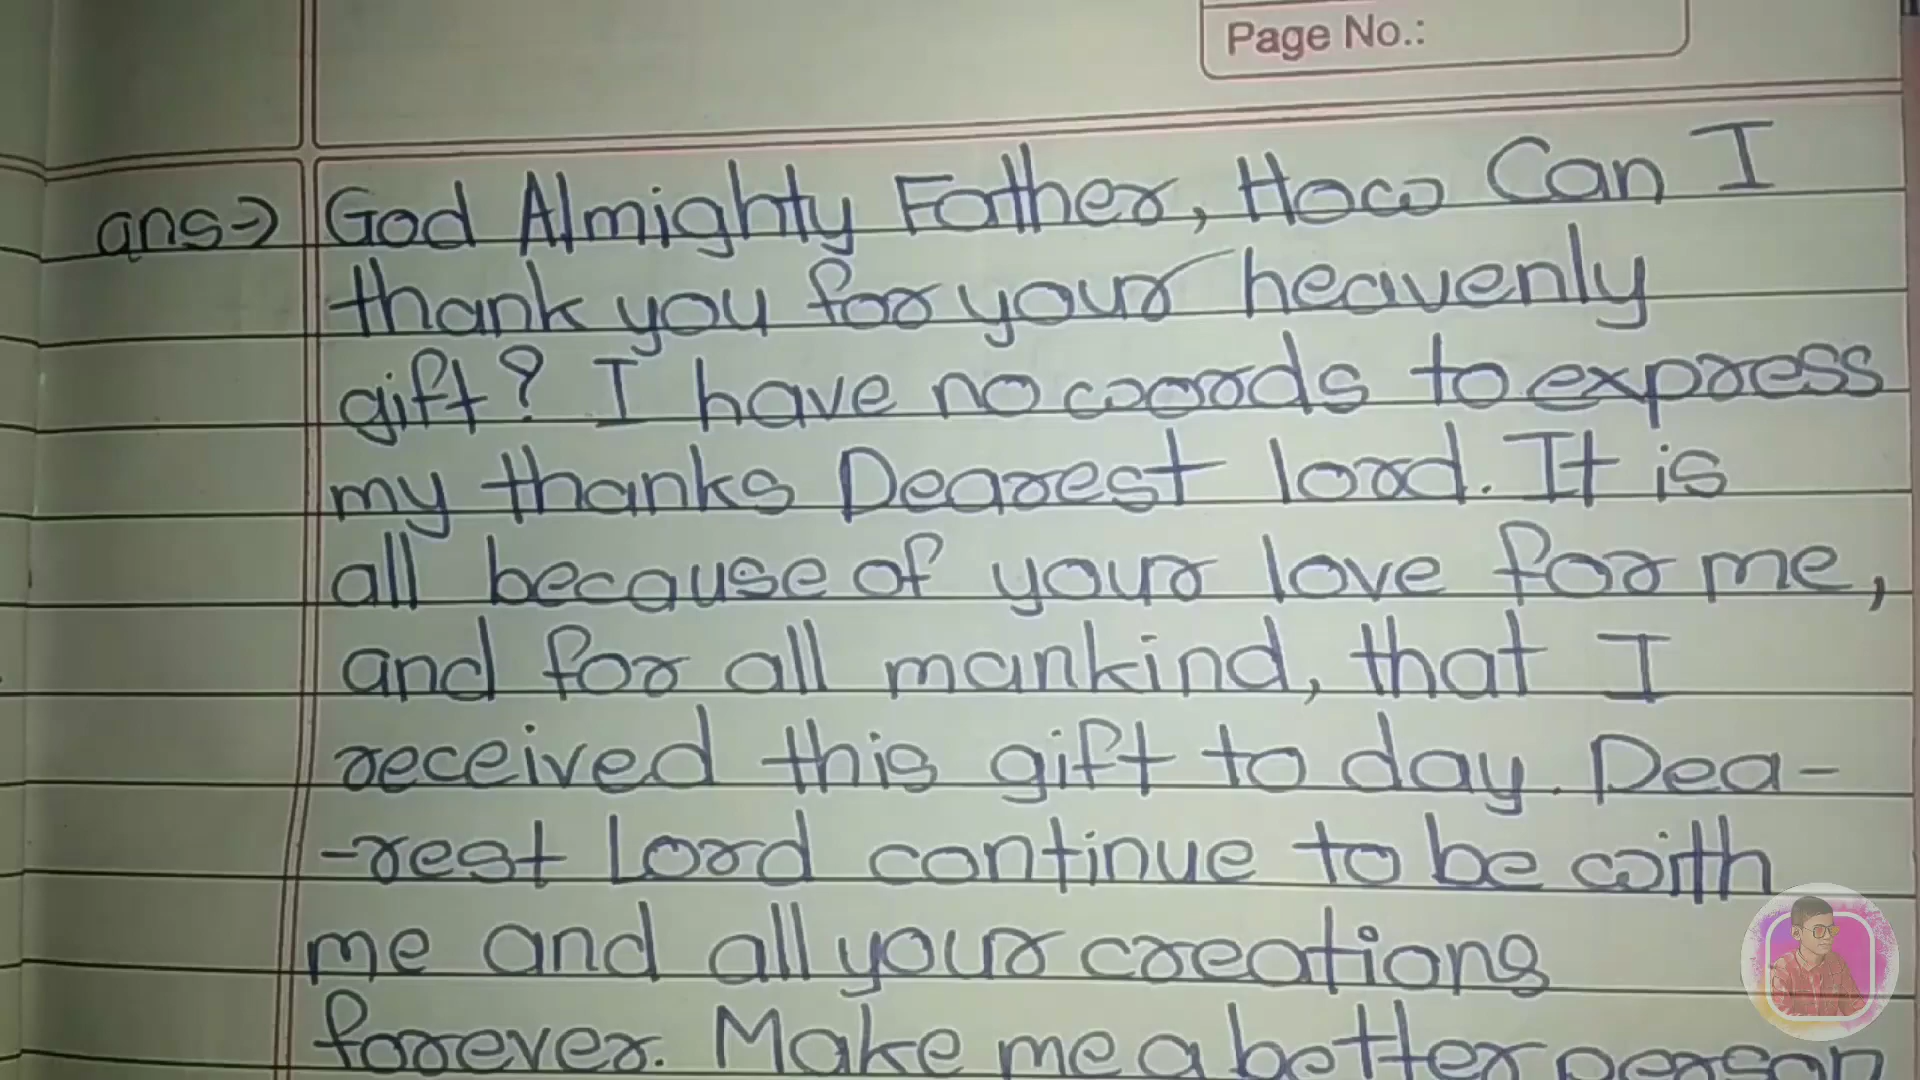 Page No.:
ans→ God Almighty Father, How Can I
thank you for your heavenly
gift? I have no words to express
my thanks Dearest lord. It is
all because of your love for me,
and for all mankind, that I
received this gift to day. Dea-
-rest Lord continue to be with
me and all your creations
forever. Make me a better person